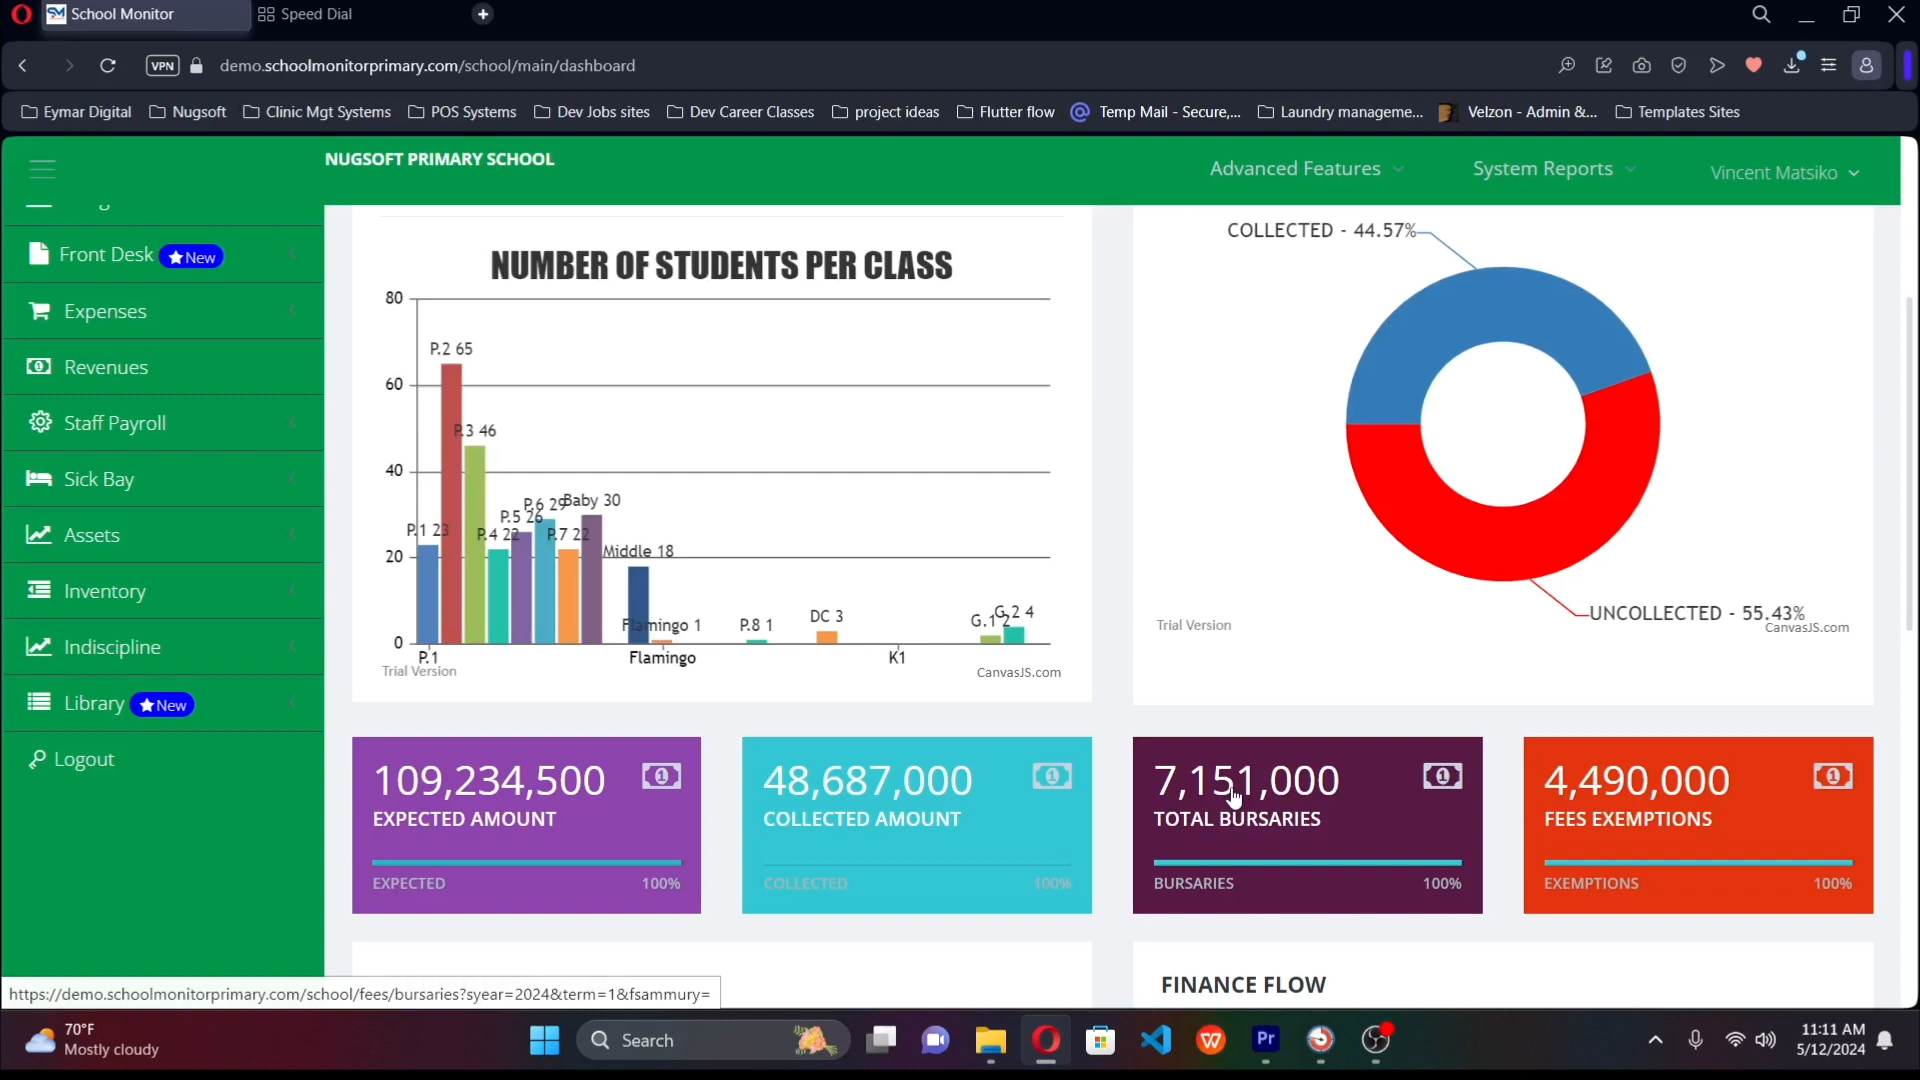 School Monitor
Speed Dial
VPN
demo.schoolmonitorprimary.com/school/main/dashboard
Eymar Digital
Nugsoft
Clinic Mgt Systems
POS Systems
Dev Jobs sites
Dev Career Classes
project ideas
Flutter flow
Temp Mail - Secure,...
Laundry manageme...
Velzon - Admin &...
Templates Sites
NUGSOFT PRIMARY SCHOOL
Advanced Features
System Reports
Vincent Matsiko
Front Desk New
Expenses
Revenues
Staff Payroll
Sick Bay
Assets
Inventory
Indiscipline
Library New
Logout
NUMBER OF STUDENTS PER CLASS
80
60
40
20
0
P.1 23
P.2 65
P.3 46
P.4 22
P.5 26
P.6 29
P.7 22
Baby 30
Middle 18
Flamingo 1
P.8 1
DC 3
G.1 2
G.2 4
P.1
Flamingo
K1
Trial Version
CanvasJS.com
COLLECTED - 44.57%
UNCOLLECTED - 55.43%
Trial Version
CanvasJS.com
109,234,500
EXPECTED AMOUNT
EXPECTED 100%
48,687,000
COLLECTED AMOUNT
COLLECTED 100%
7,151,000
TOTAL BURSARIES
BURSARIES 100%
4,490,000
FEES EXEMPTIONS
EXEMPTIONS 100%
FINANCE FLOW
https://demo.schoolmonitorprimary.com/school/fees/bursaries?syear=2024&term=1&fsammury=
70°F
Mostly cloudy
Search
Pr
11:11 AM
5/12/2024